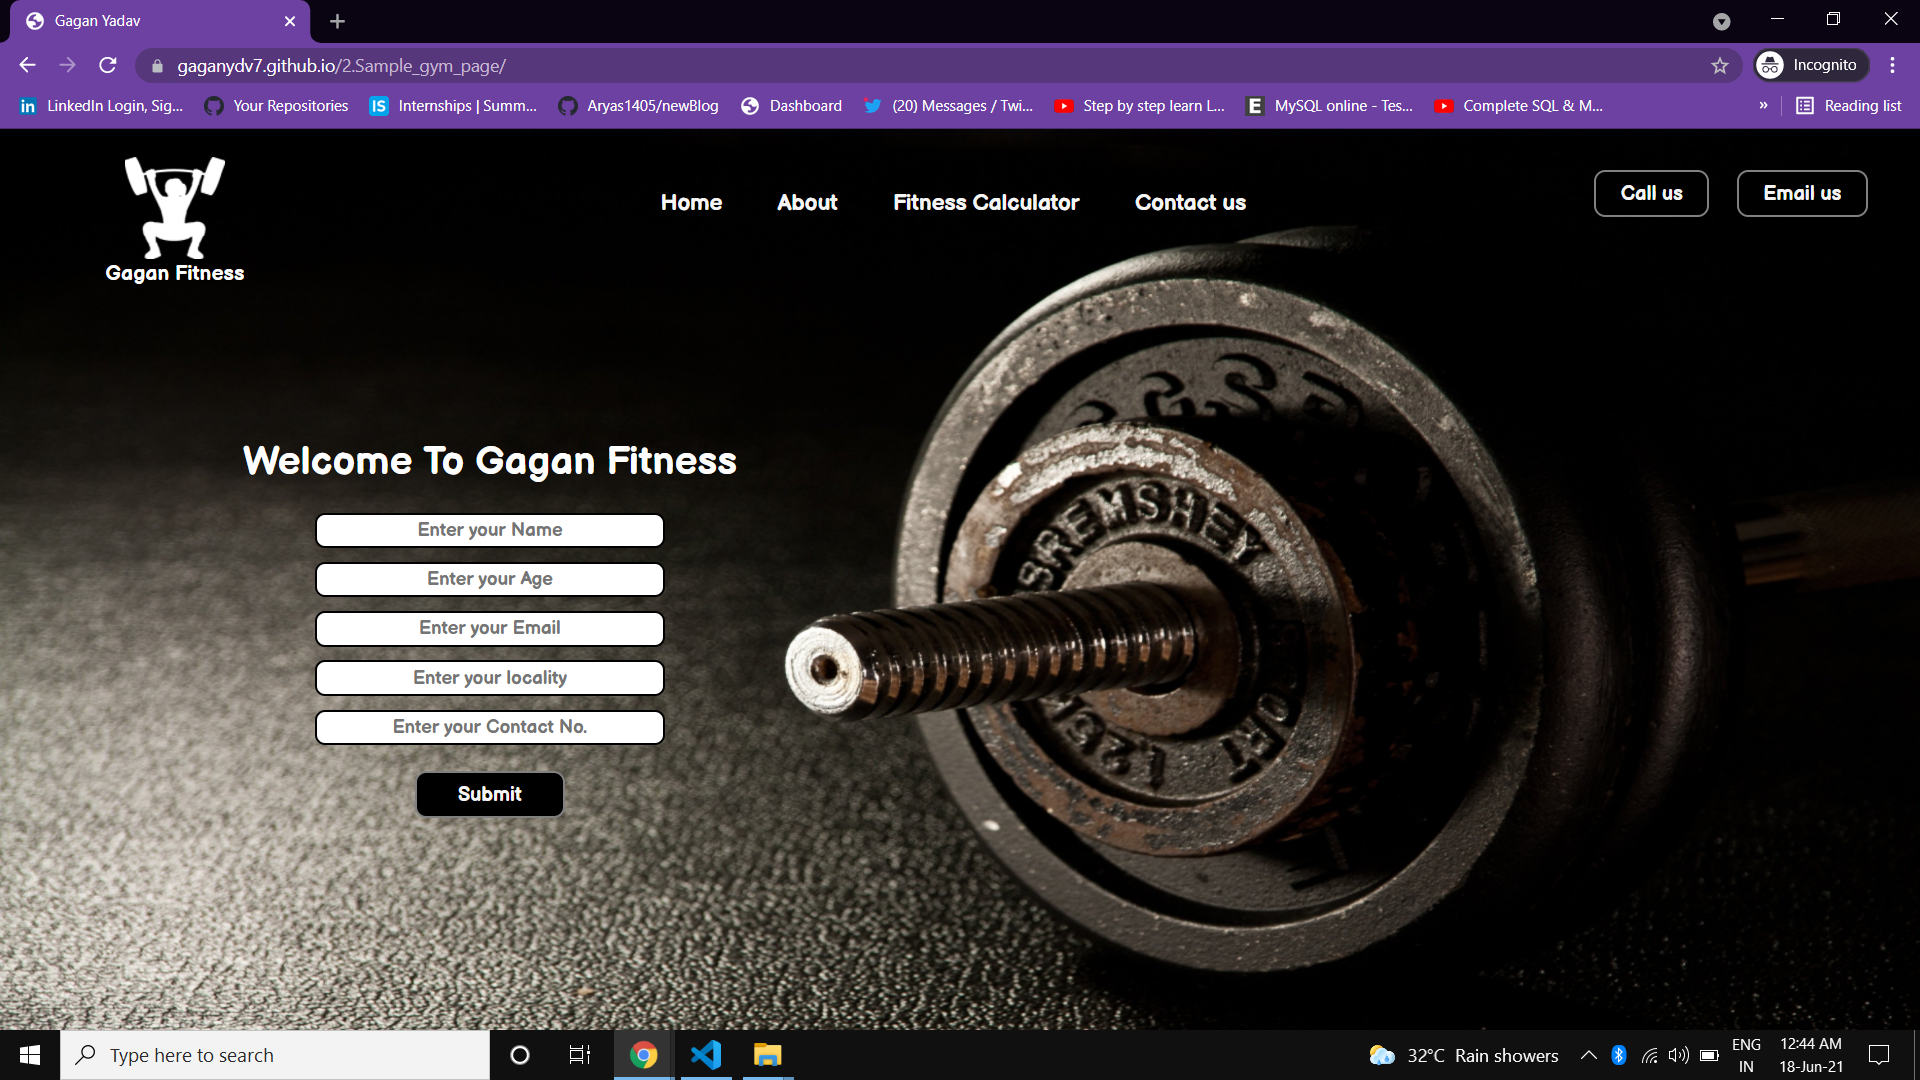 Gagan Yadav
gaganydv7.github.io/2.Sample_gym_page/
Incognito
LinkedIn Login, Sig...
Your Repositories
Internships | Summ...
Aryas1405/newBlog
Dashboard
(20) Messages / Twi...
Step by step learn L...
MySQL online - Tes...
Complete SQL & M...
»
Reading list
Gagan Fitness
Home
About
Fitness Calculator
Contact us
Call us
Email us
Welcome To Gagan Fitness
Enter your Name
Enter your Age
Enter your Email
Enter your locality
Enter your Contact No.
Submit
BREMSHEY
ORT 1,25K
Type here to search
32°C Rain showers
ENG
IN
12:44 AM
18-Jun-21